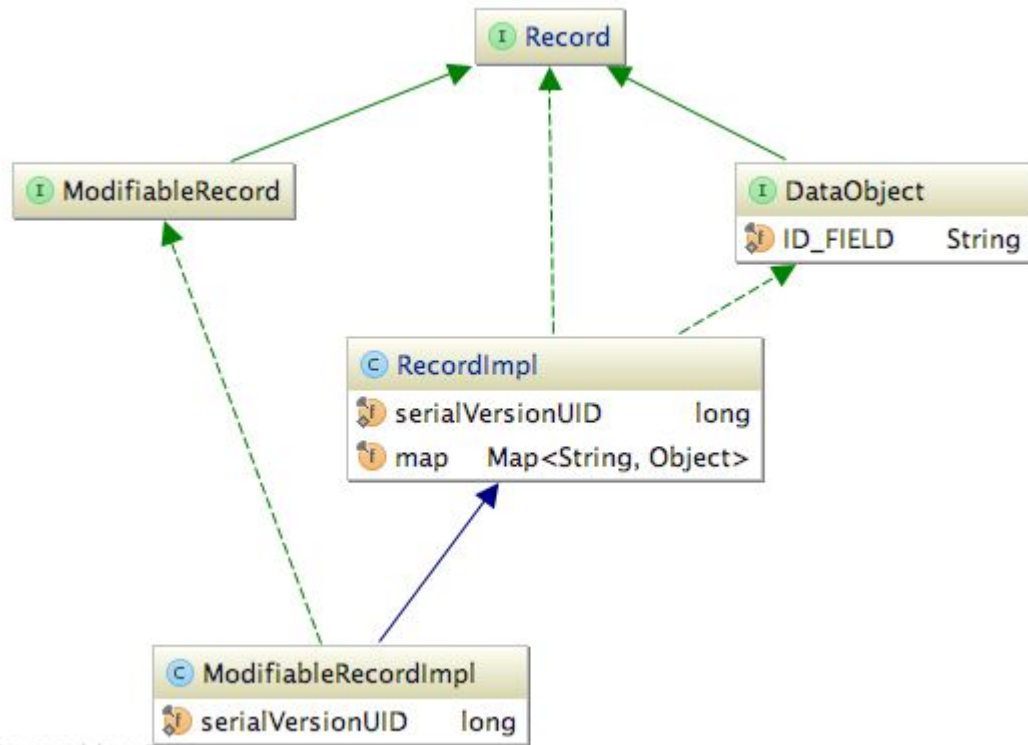 I Record
I ModifiableRecord
I DataObject
f ID_FIELD String
C RecordImpl
f serialVersionUID long
f map Map<String, Object>
C ModifiableRecordImpl
f serialVersionUID long